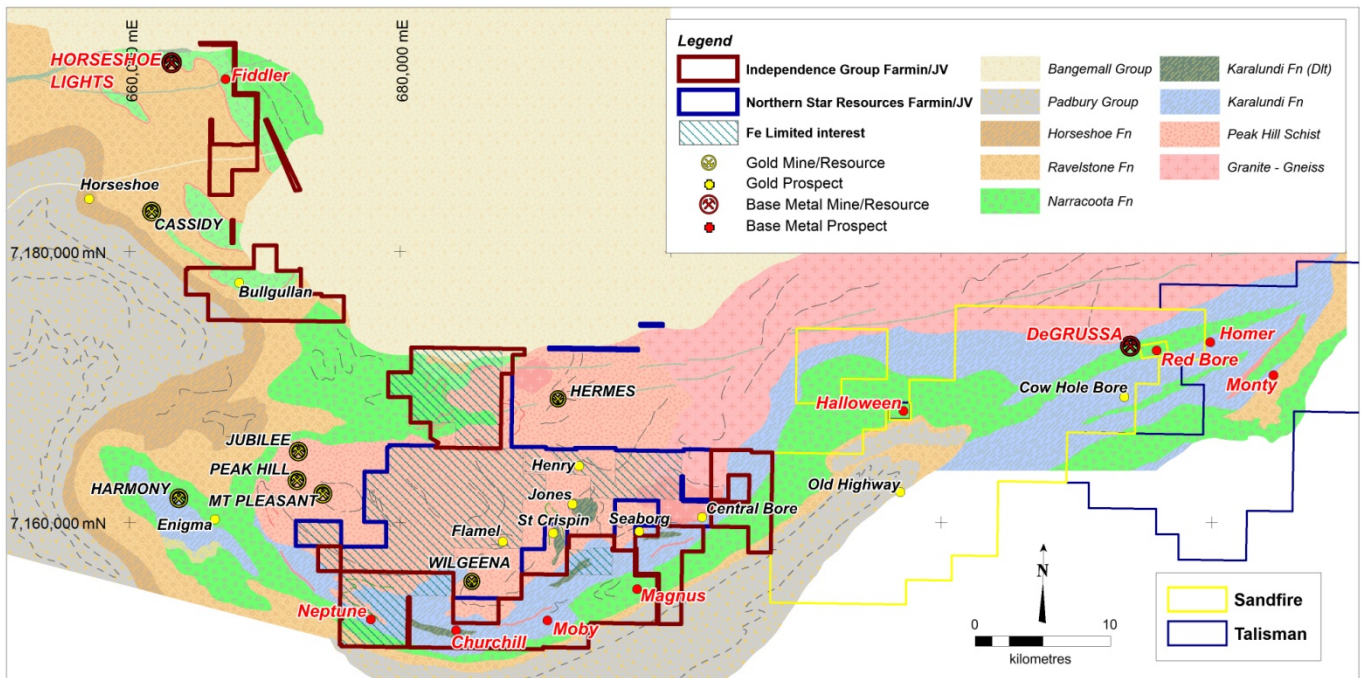 HORSESHOE
LIGHTS
Fiddler
660,000 mE
680,000 mE
Legend
Independence Group Farmin/JV
Northern Star Resources Farmin/JV
Fe Limited interest
Gold Mine/Resource
Gold Prospect
Base Metal Mine/Resource
Base Metal Prospect
Bangemall Group
Padbury Group
Horseshoe Fn
Ravelstone Fn
Narracoota Fn
Karalundi Fn (Dlt)
Karalundi Fn
Peak Hill Schist
Granite - Gneiss
Horseshoe
CASSIDY
7,180,000 mN
Bullgullan
DeGRUSSA
Homer
Red Bore
Monty
Cow Hole Bore
HERMES
Halloween
JUBILEE
PEAK HILL
MT PLEASANT
HARMONY
Enigma
Henry
Jones
Old Highway
7,160,000 mN
Flamel
St Crispin
Seaborg
Central Bore
WILGEENA
Magnus
Neptune
Churchill
Moby
N
0 10
kilometres
Sandfire
Talisman